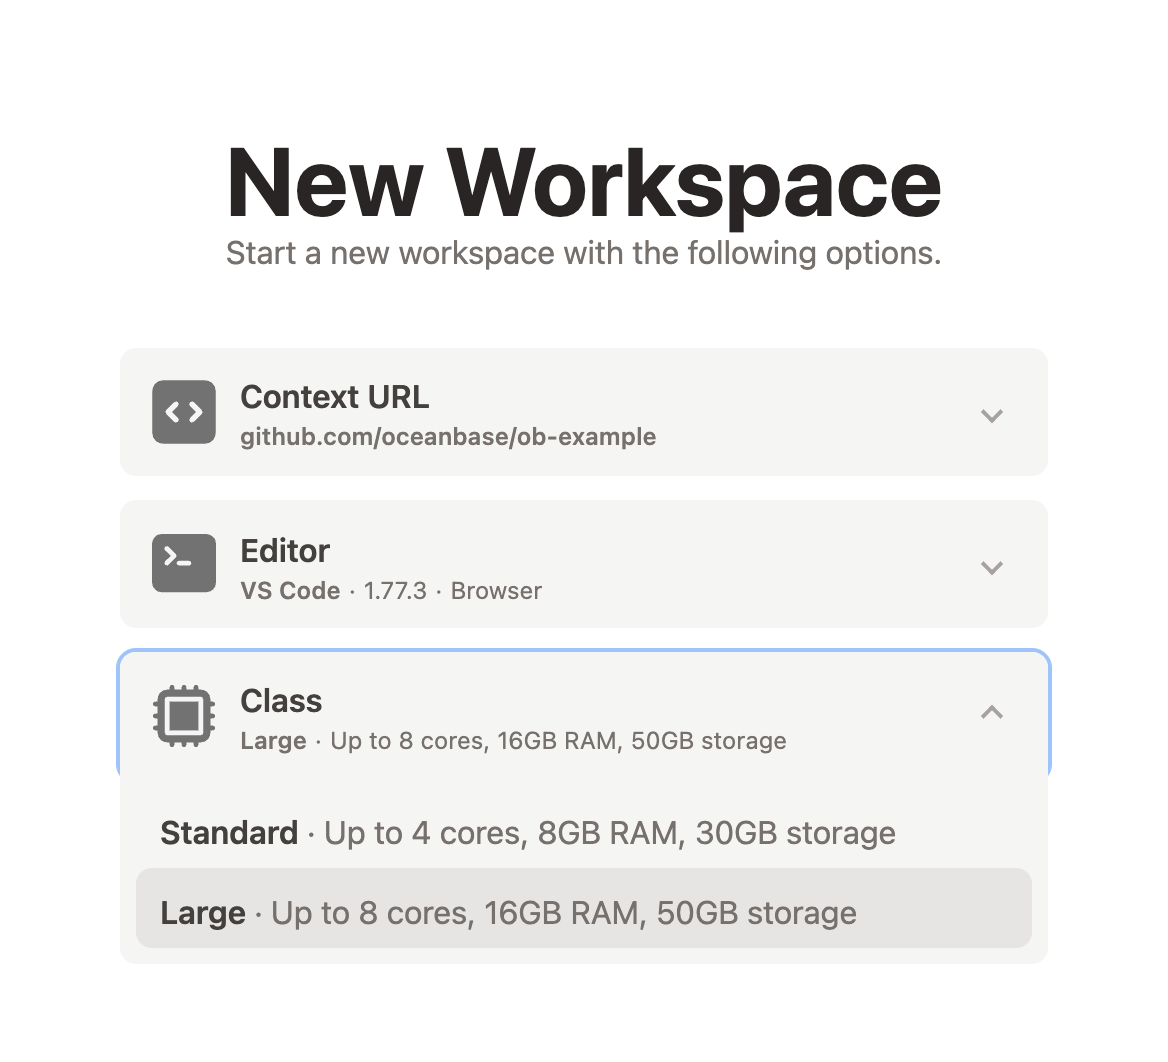 New Workspace
Start a new workspace with the following options.
Context URL
github.com/oceanbase/ob-example
Editor
VS Code · 1.77.3 · Browser
Class
Large · Up to 8 cores, 16GB RAM, 50GB storage
Standard · Up to 4 cores, 8GB RAM, 30GB storage
Large · Up to 8 cores, 16GB RAM, 50GB storage